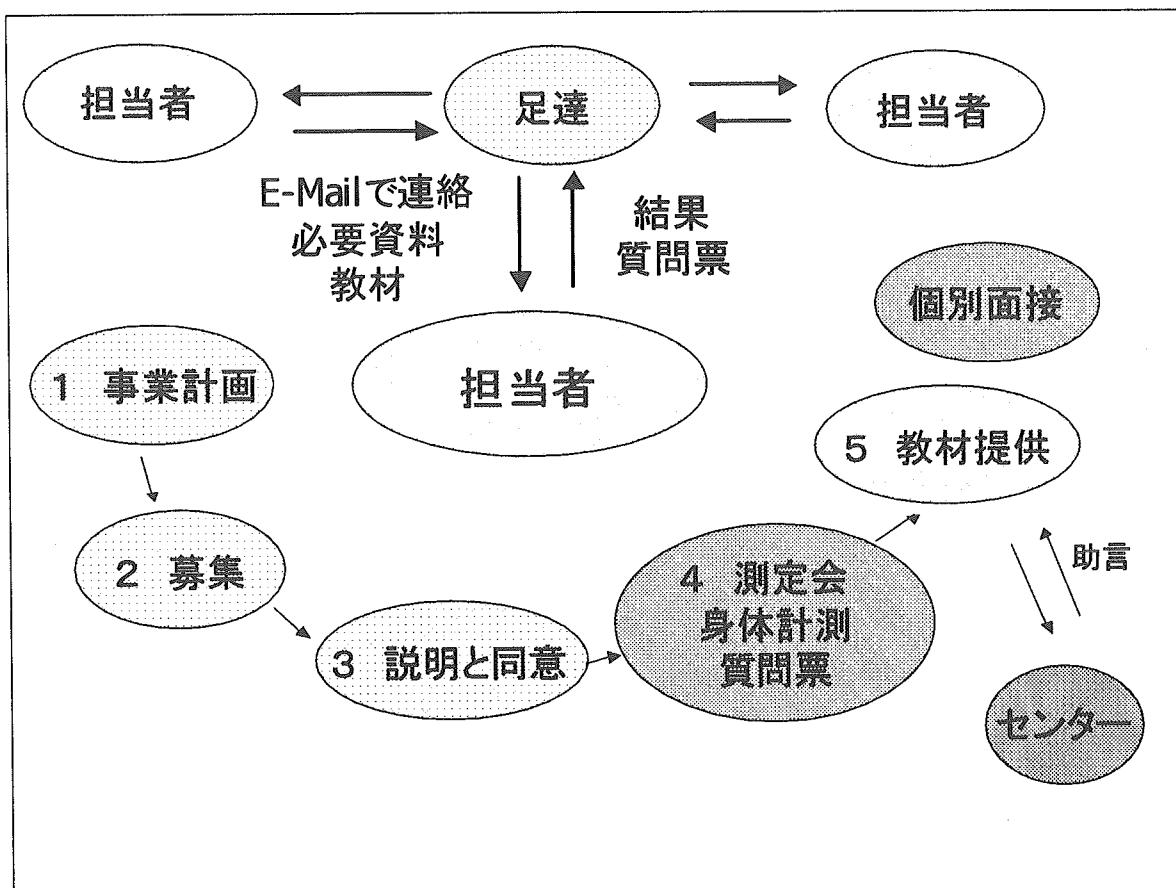 担当者
足達
担当者
E-Mailで連絡
必要資料
教材
結果
質問票
個別面接
担当者
1 事業計画
5 教材提供
2 募集
4 測定会
身体計測
質問票
助言
3 説明と同意
センター